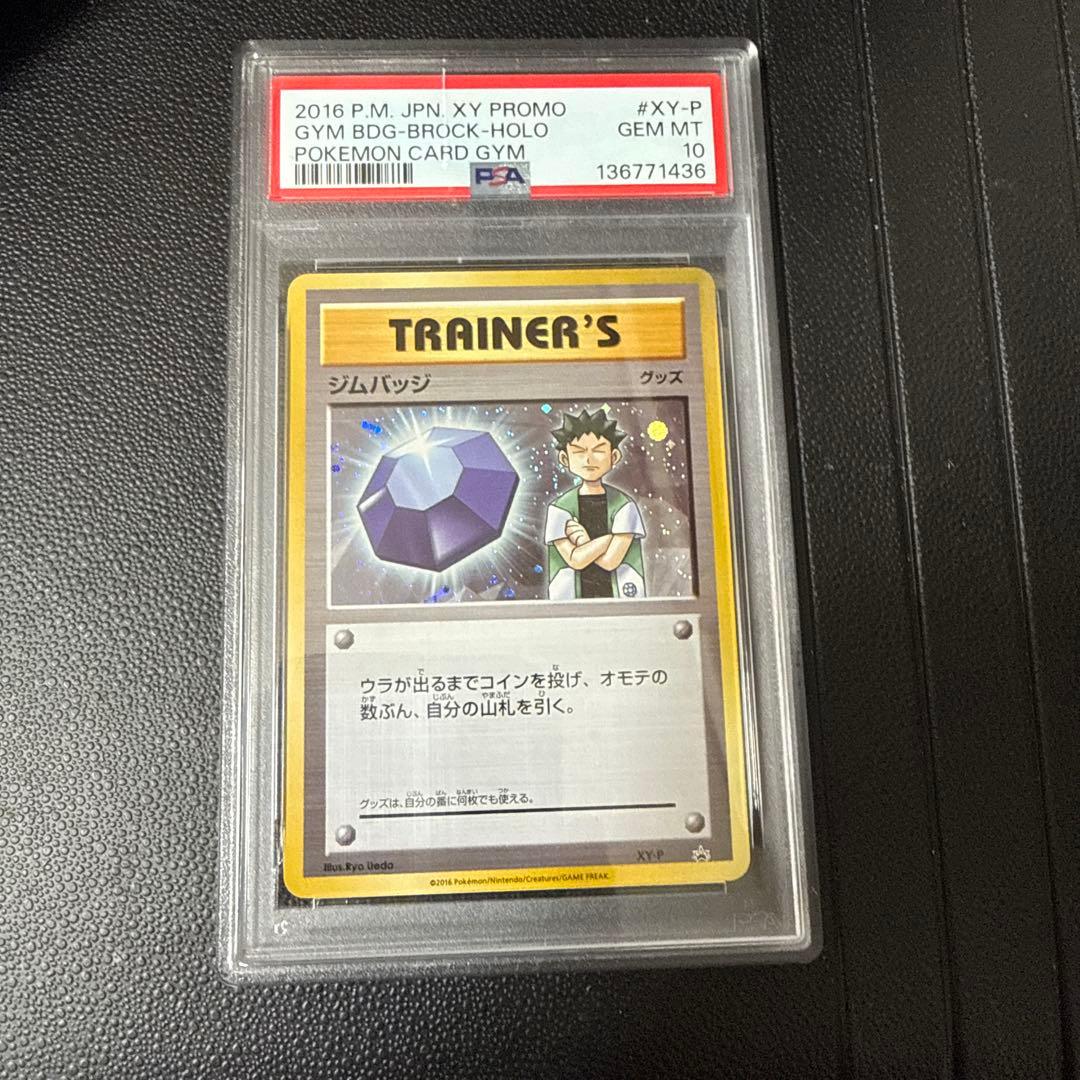 2016 P.M. JPN. XY PROMO #XY-P
GYM BDG-BROCK-HOLO GEM MT
POKEMON CARD GYM 10
PSA 136771436
TRAINER'S
ジムバッジ グッズ
ウラが出るまでコインを投げ、オモテの
数ぶん、自分の山札を引く。
グッズは、自分の番に何枚でも使える。
Illus.Ryo Ueda XY-P
©2016 Pokémon/Nintendo/Creatures/GAME FREAK.